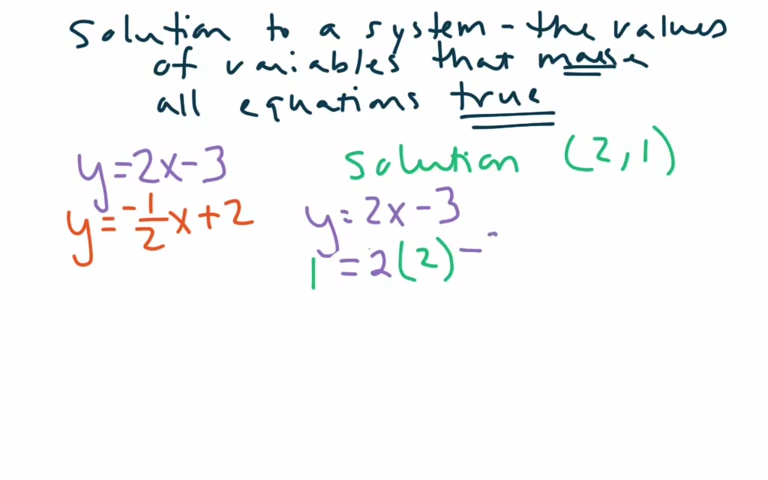 Solution to a system - the values
of variables that make
all equations true
y=2x-3
y=-1/2x+2
Solution (2,1)
y=2x-3
1=2(2)-